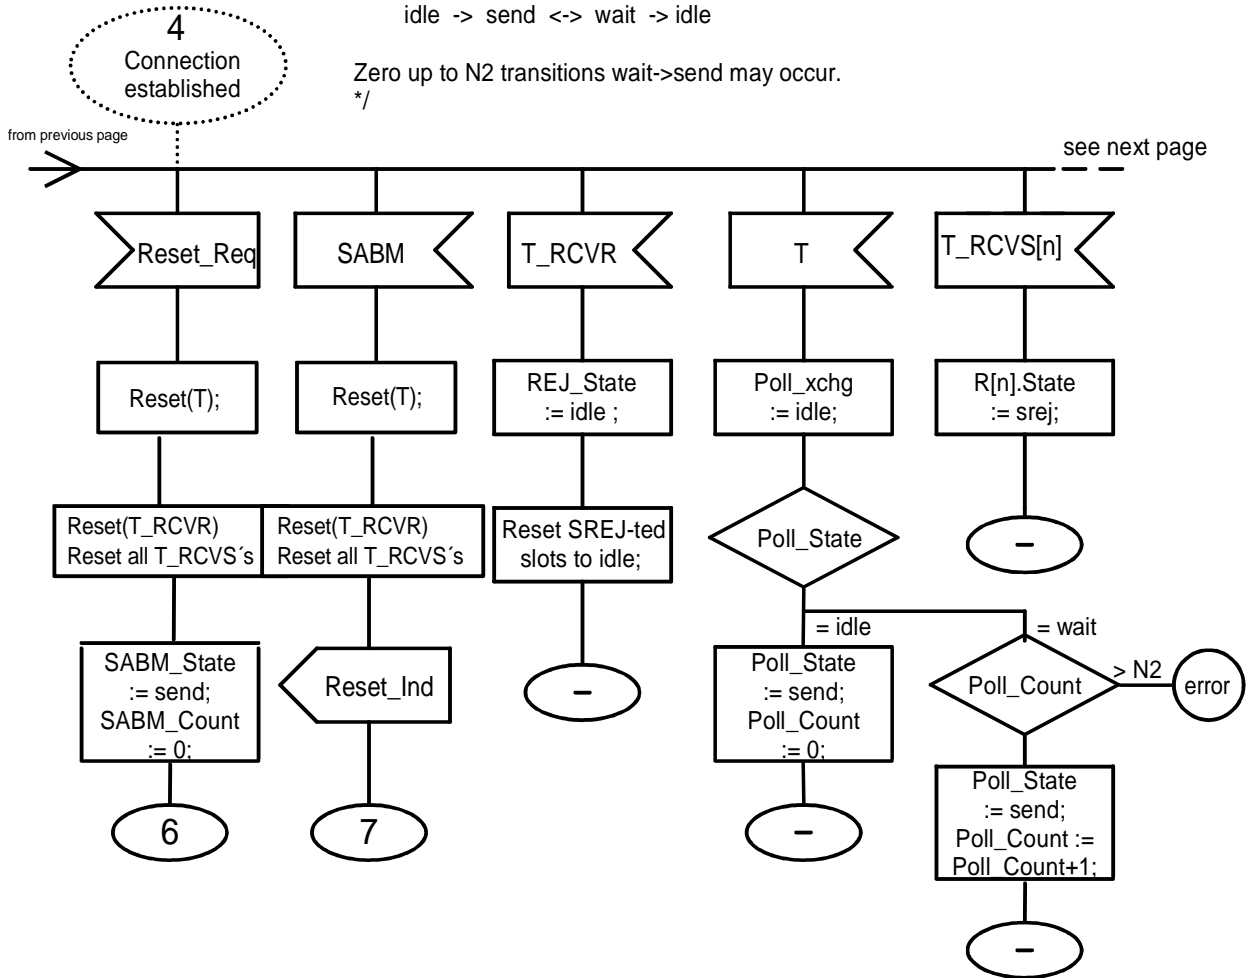 idle -> send <-> wait -> idle
4
Connection
established
Zero up to N2 transitions wait->send may occur.
*/
from previous page
see next page
Reset_Req
SABM
T_RCVR
T
T_RCVS[n]
Reset(T);
Reset(T);
REJ_State
:= idle ;
Poll_xchg
:= idle;
R[n].State
:= srej;
Reset(T_RCVR)
Reset all T_RCVS´s
Reset(T_RCVR)
Reset all T_RCVS´s
Reset SREJ-ted
slots to idle;
Poll_State
–
= idle
= wait
SABM_State
:= send;
SABM_Count
:= 0;
Reset_Ind
–
Poll_State
:= send;
Poll_Count
:= 0;
Poll_Count
> N2
error
6
7
–
Poll_State
:= send;
Poll_Count :=
Poll_Count+1;
–